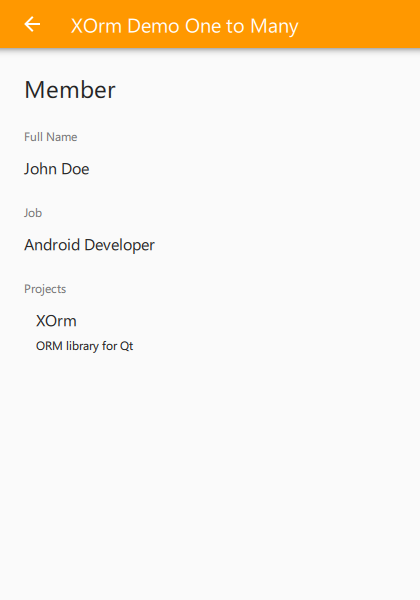 XOrm Demo One to Many
Member
Full Name
John Doe
Job
Android Developer
Projects
XOrm
ORM library for Qt